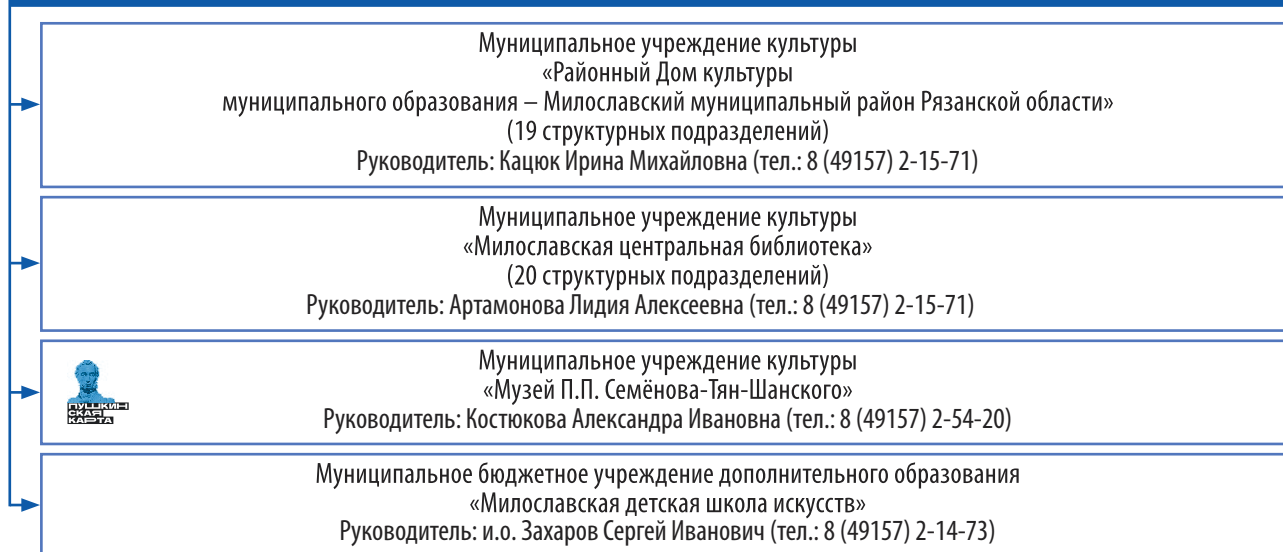 Муниципальное учреждение культуры
«Районный Дом культуры
муниципального образования – Милославский муниципальный район Рязанской области»
(19 структурных подразделений)
Руководитель: Кацюк Ирина Михайловна (тел.: 8 (49157) 2-15-71)
Муниципальное учреждение культуры
«Милославская центральная библиотека»
(20 структурных подразделений)
Руководитель: Артамонова Лидия Алексеевна (тел.: 8 (49157) 2-15-71)
ПУШКИН
СКАЯ
КАРТА
Муниципальное учреждение культуры
«Музей П.П. Семёнова-Тян-Шанского»
Руководитель: Костюкова Александра Ивановна (тел.: 8 (49157) 2-54-20)
Муниципальное бюджетное учреждение дополнительного образования
«Милославская детская школа искусств»
Руководитель: и.о. Захаров Сергей Иванович (тел.: 8 (49157) 2-14-73)